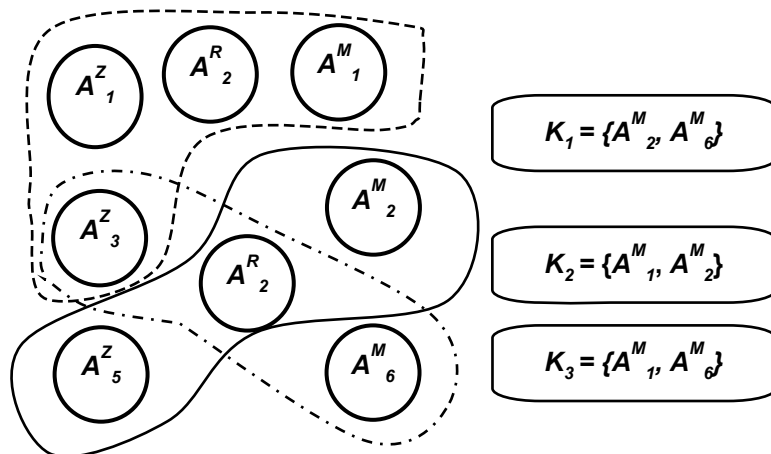 A^Z_1 A^R_2 A^M_1
K_1 = {A^M_2, A^M_6}
A^Z_3 A^M_2
A^R_2 K_2 = {A^M_1, A^M_2}
A^Z_5 A^M_6 K_3 = {A^M_1, A^M_6}